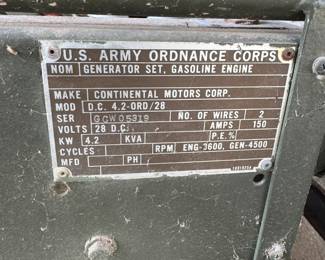 U.S. ARMY ORDNANCE CORPS
NOM GENERATOR SET, GASOLINE ENGINE
MAKE CONTINENTAL MOTORS CORP.
MOD D.C. 4.2-ORD/28
SER GCW05319 NO. OF WIRES 2
VOLTS 28 D.C. AMPS 150
KW 4.2 KVA P.E.%
CYCLES RPM ENG-3600, GEN-4500
MFD PH